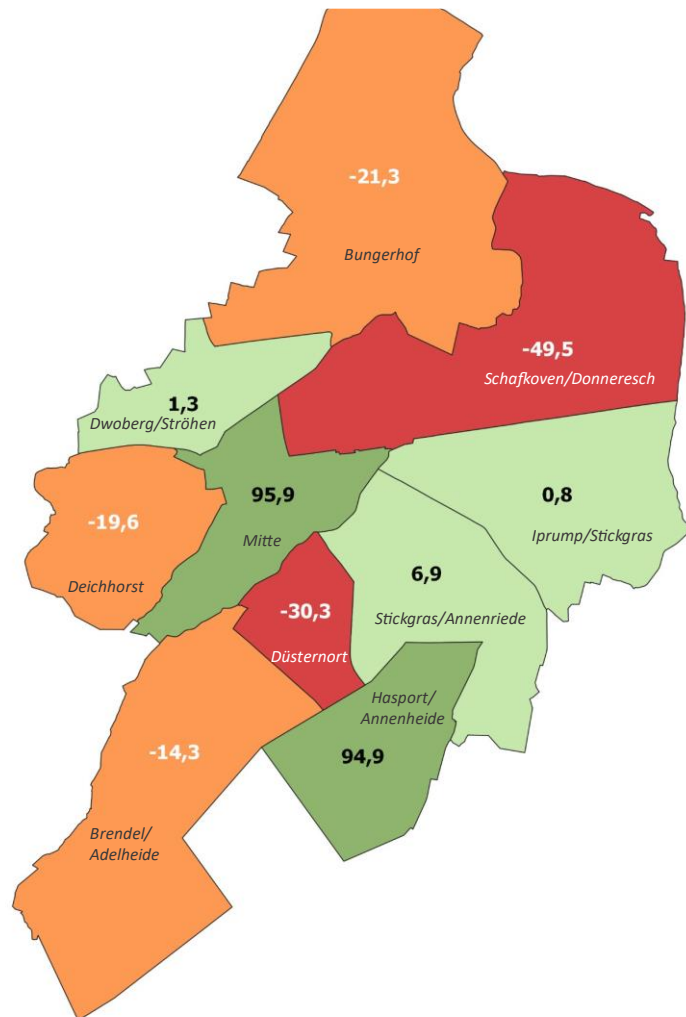 -21,3
Bungerhof
-49,5
Schafkoven/Donneresch
1,3
Dwoberg/Ströhen
95,9
Mitte
0,8
Iprump/Stickgras
-19,6
Deichhorst
6,9
Stickgras/Annenriede
-30,3
Düsternort
Hasport/
Annenheide
94,9
-14,3
Brendel/
Adelheide